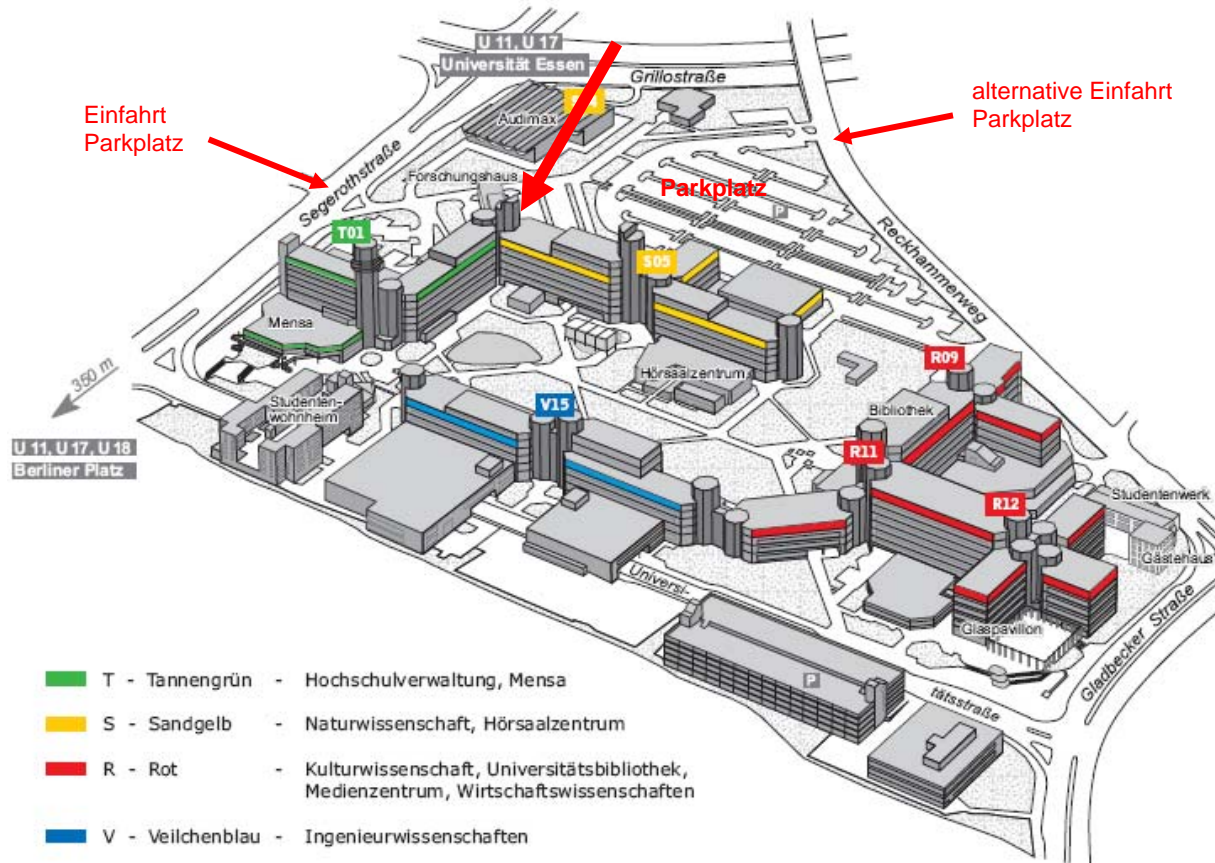 U 11, U 17
Universität Essen
Grillostraße
Einfahrt
Parkplatz
alternative Einfahrt
Parkplatz
Audimax
Segerothstraße
Forschungshaus
Parkplatz
P
T01
S05
Reckhammerweg
Mensa
350 m
Hörsaalzentrum
R09
Studenten-
wohnheim
V15
Bibliothek
U 11, U 17, U 18
Berliner Platz
R11
R12
Studentenwerk
Gästehaus
Universi-
Glaspavillon
Gladbecker Straße
P
tätsstraße
T - Tannengrün - Hochschulverwaltung, Mensa
S - Sandgelb - Naturwissenschaft, Hörsaalzentrum
R - Rot - Kulturwissenschaft, Universitätsbibliothek,
Medienzentrum, Wirtschaftswissenschaften
V - Veilchenblau - Ingenieurwissenschaften